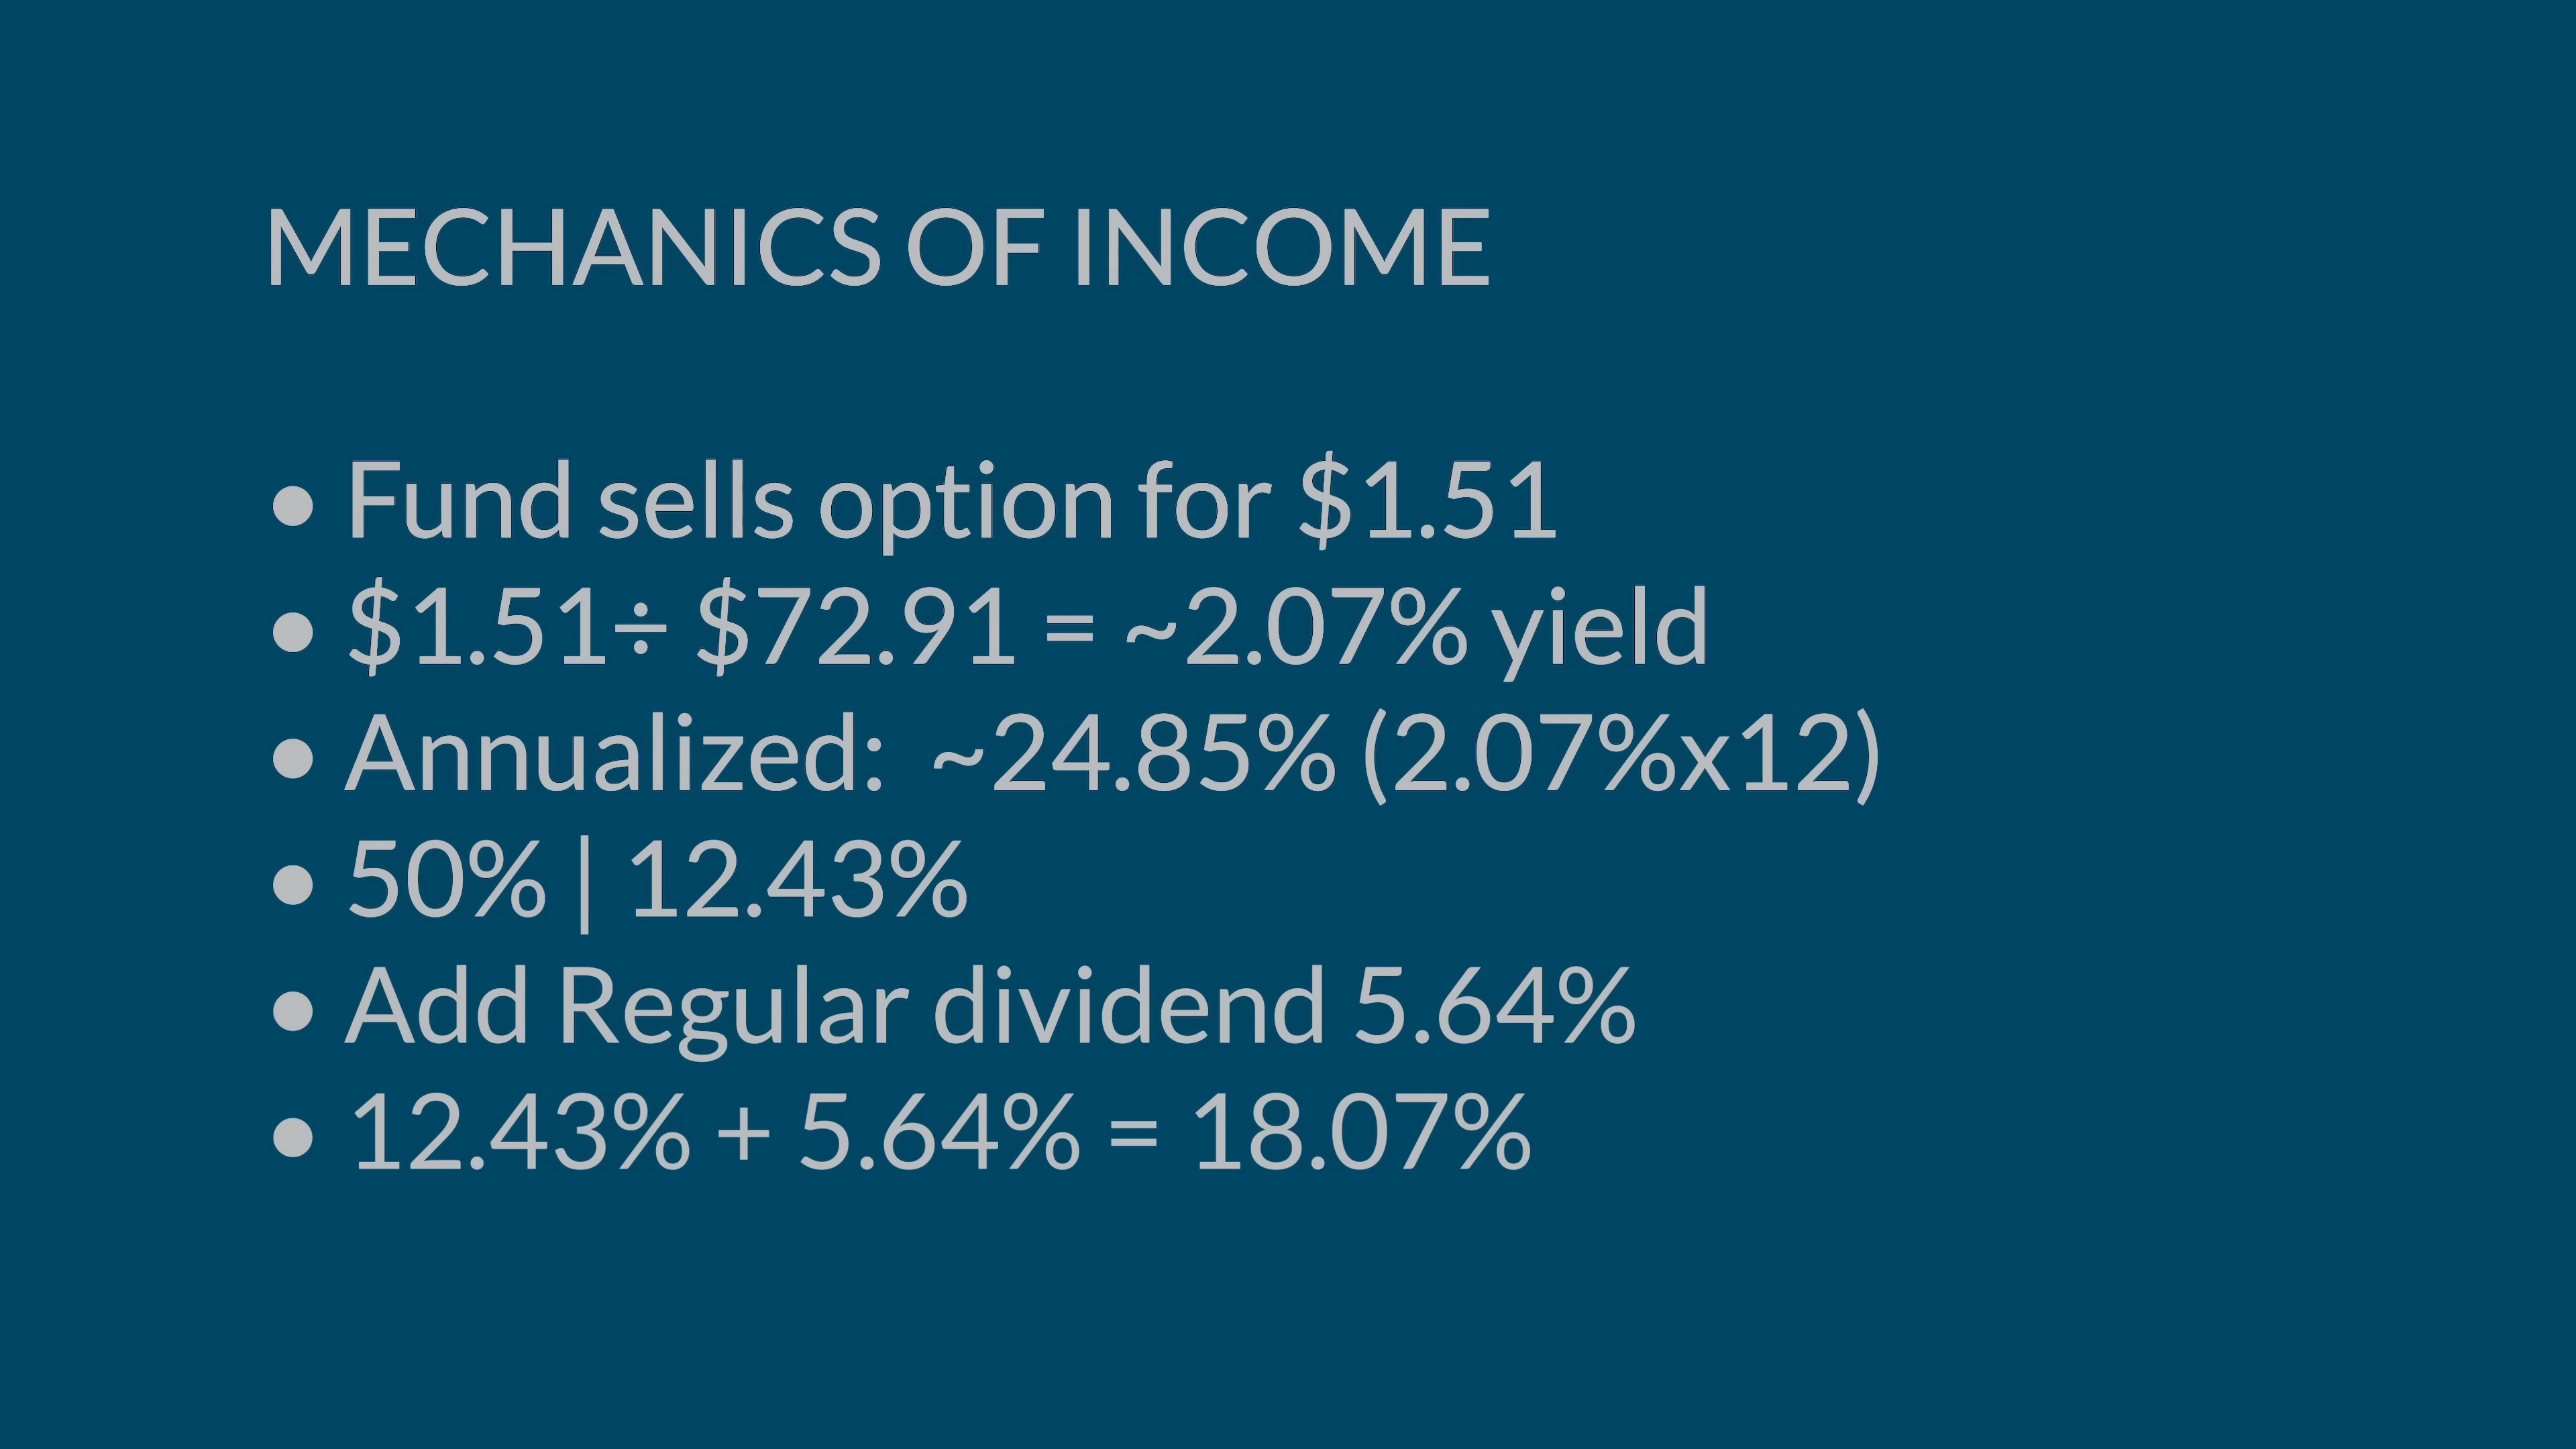 MECHANICS OF INCOME
• Fund sells option for $1.51
• $1.51÷ $72.91 = ~2.07% yield
• Annualized:  ~24.85% (2.07%x12)
• 50% | 12.43%
• Add Regular dividend 5.64%
• 12.43% + 5.64% = 18.07%